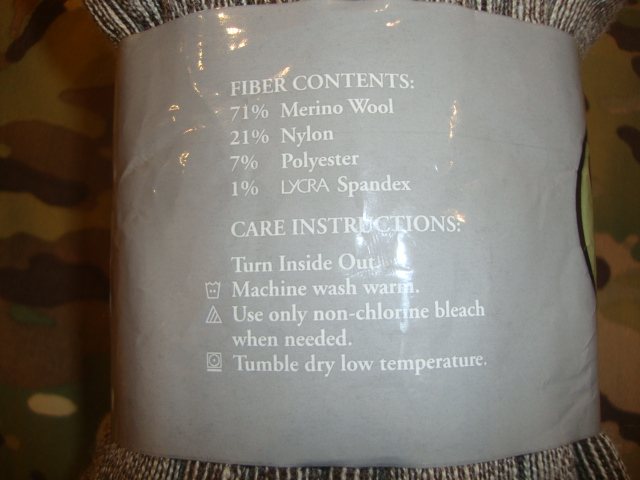 FIBER CONTENTS:
71% Merino Wool
21% Nylon
7% Polyester
1% LYCRA Spandex
CARE INSTRUCTIONS:
Turn Inside Out.
Machine wash warm.
Use only non-chlorine bleach
when needed.
Tumble dry low temperature.